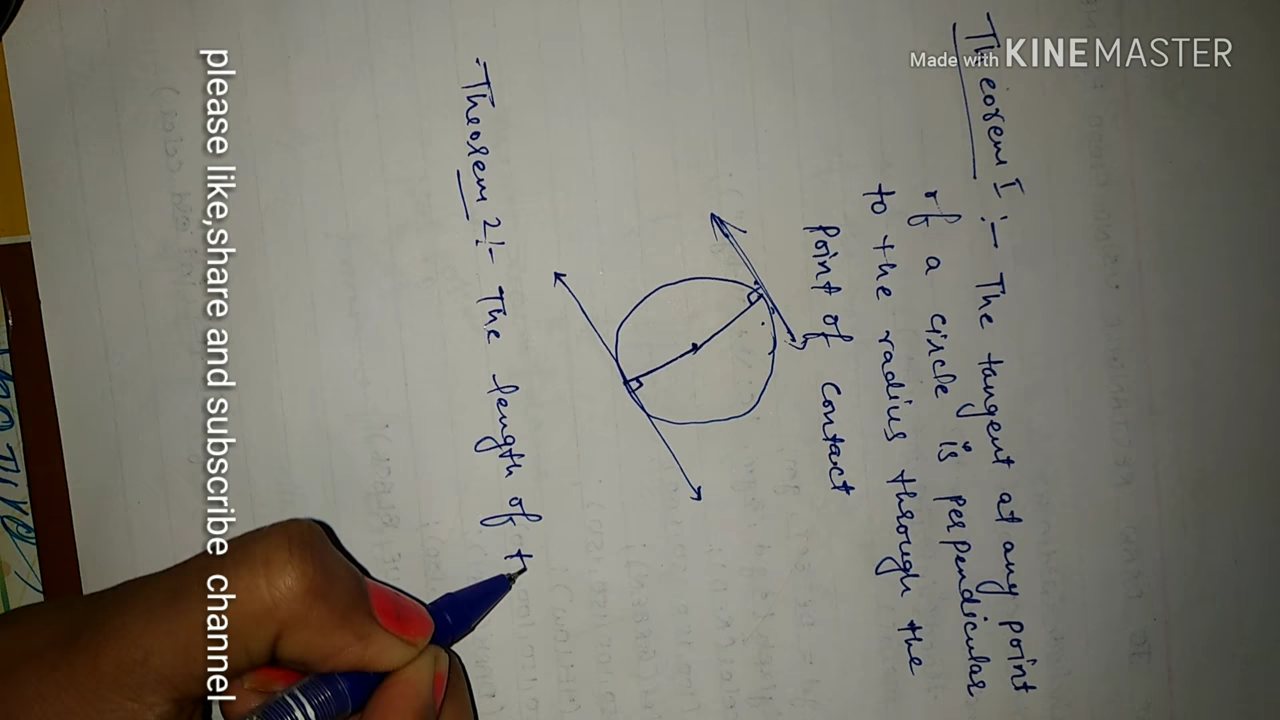 Made with KINEMASTER
Theorem I :- The tangent at any point
of a circle is perpendicular
to the radius through the
point of contact
Theorem 2:- The length of t
please like,share and subscribe channel